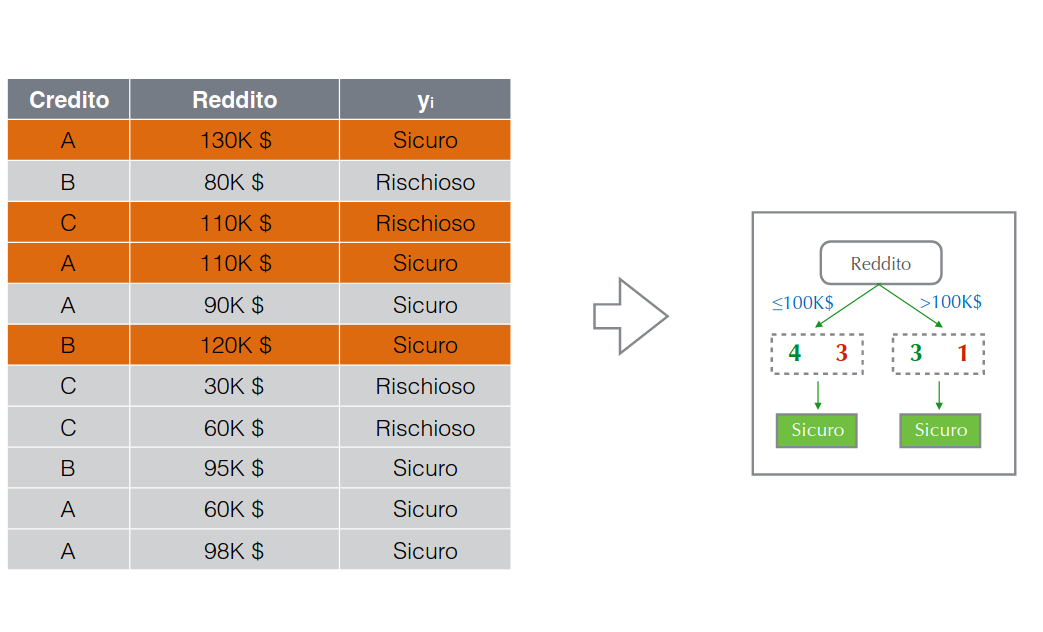 Credito Reddito yᵢ
A 130K $ Sicuro
B 80K $ Rischioso
C 110K $ Rischioso
A 110K $ Sicuro
A 90K $ Sicuro
B 120K $ Sicuro
C 30K $ Rischioso
C 60K $ Rischioso
B 95K $ Sicuro
A 60K $ Sicuro
A 98K $ Sicuro
Reddito
≤100K$ >100K$
4 3 3 1
Sicuro Sicuro